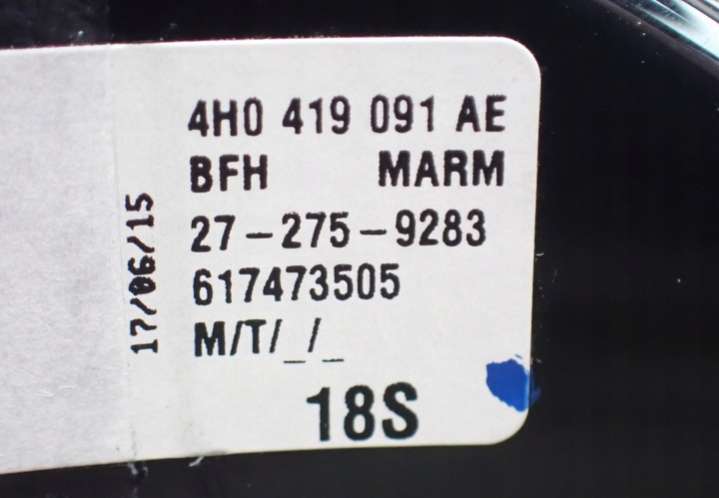 4H0 419 091 AE
BFH MARM
27-275-9283
617473505
M/T/_/_
18S
17/06/15